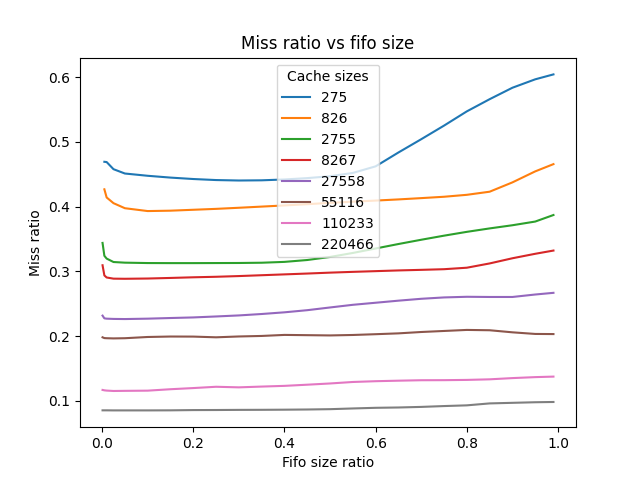 Miss ratio vs fifo size
Cache sizes
275
826
2755
8267
27558
55116
110233
220466
Miss ratio
0.6
0.5
0.4
0.3
0.2
0.1
0.0 0.2 0.4 0.6 0.8 1.0
Fifo size ratio